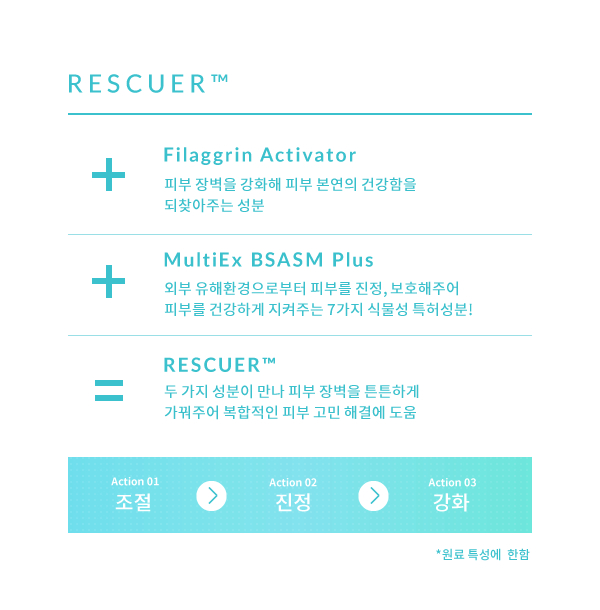 RESCUER™
Filaggrin Activator
피부 장벽을 강화해 피부 본연의 건강함을
되찾아주는 성분
MultiEx BSASM Plus
외부 유해환경으로부터 피부를 진정, 보호해주어
피부를 건강하게 지켜주는 7가지 식물성 특허성분!
RESCUER™
두 가지 성분이 만나 피부 장벽을 튼튼하게
가꿔주어 복합적인 피부 고민 해결에 도움
Action 01
조절
Action 02
진정
Action 03
강화
*원료 특성에 한함